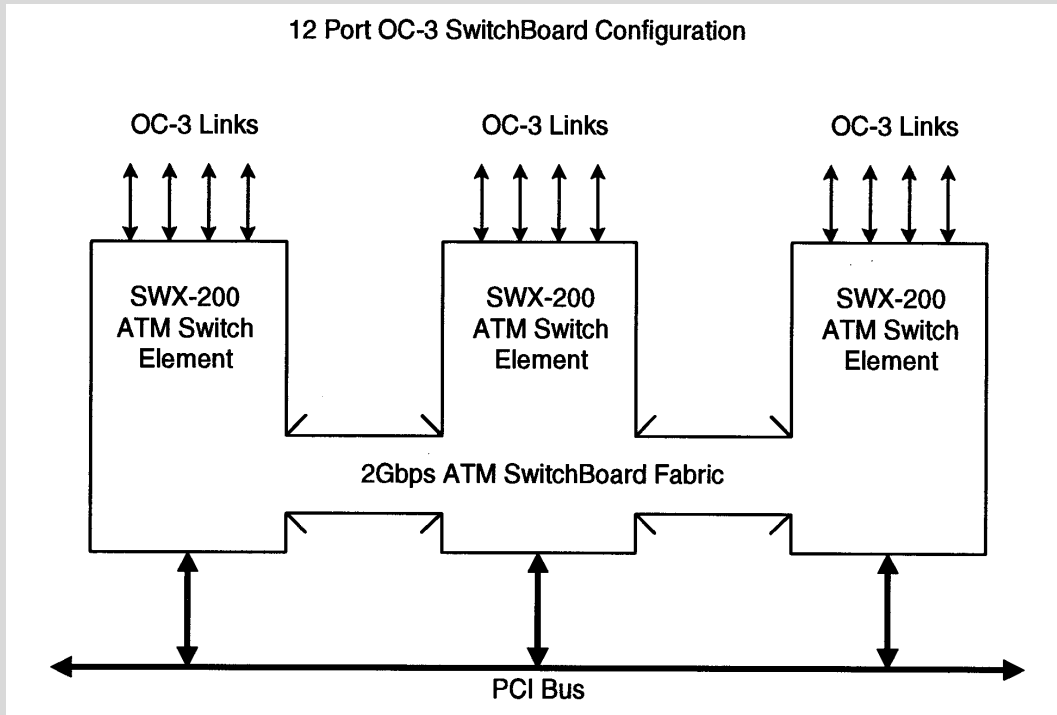 12 Port OC-3 SwitchBoard Configuration
OC-3 Links
OC-3 Links
OC-3 Links
SWX-200
ATM Switch
Element
SWX-200
ATM Switch
Element
SWX-200
ATM Switch
Element
2Gbps ATM SwitchBoard Fabric
PCI Bus